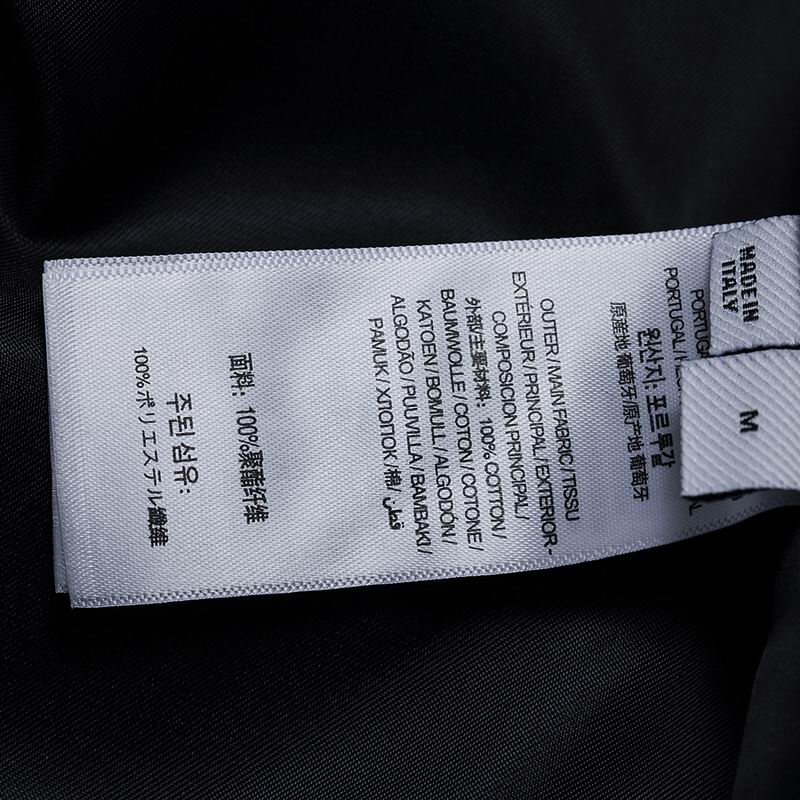 MADE IN
ITALY
M
PORTUGAL /
원산지: 포르투갈
原産地 葡萄牙/原产地 葡萄牙
OUTER / MAIN FABRIC / TISSU
EXTÉRIEUR / PRINCIPAL / EXTERIOR -
COMPOSICION PRINCIPAL /
外部/主要材料: 100% COTTON /
BAUMWOLLE / COTON / COTONE /
KATOEN / BOMULL / ALGODÓN /
ALGODÃO / PUUVILLA / BAMBAKI /
PAMUK / ХЛОПОК / 棉 / قطن
面料: 100%聚酯纤维
주된 섬유:
100%ポリエステル纖維